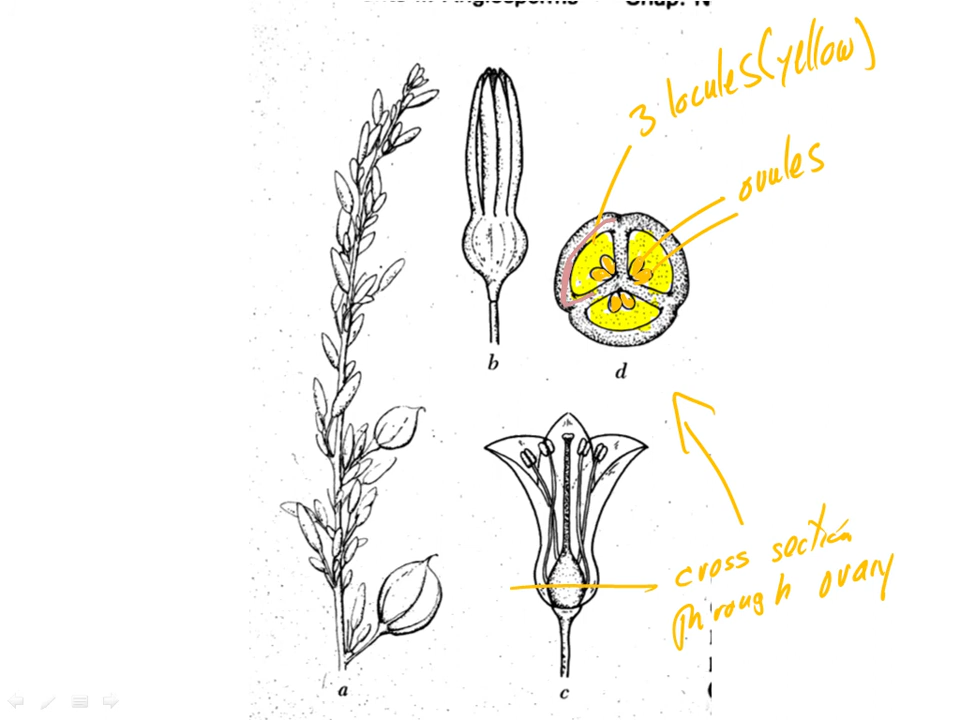 3 locules (yellow)
ovules
b
d
cross section
through ovary
a
c